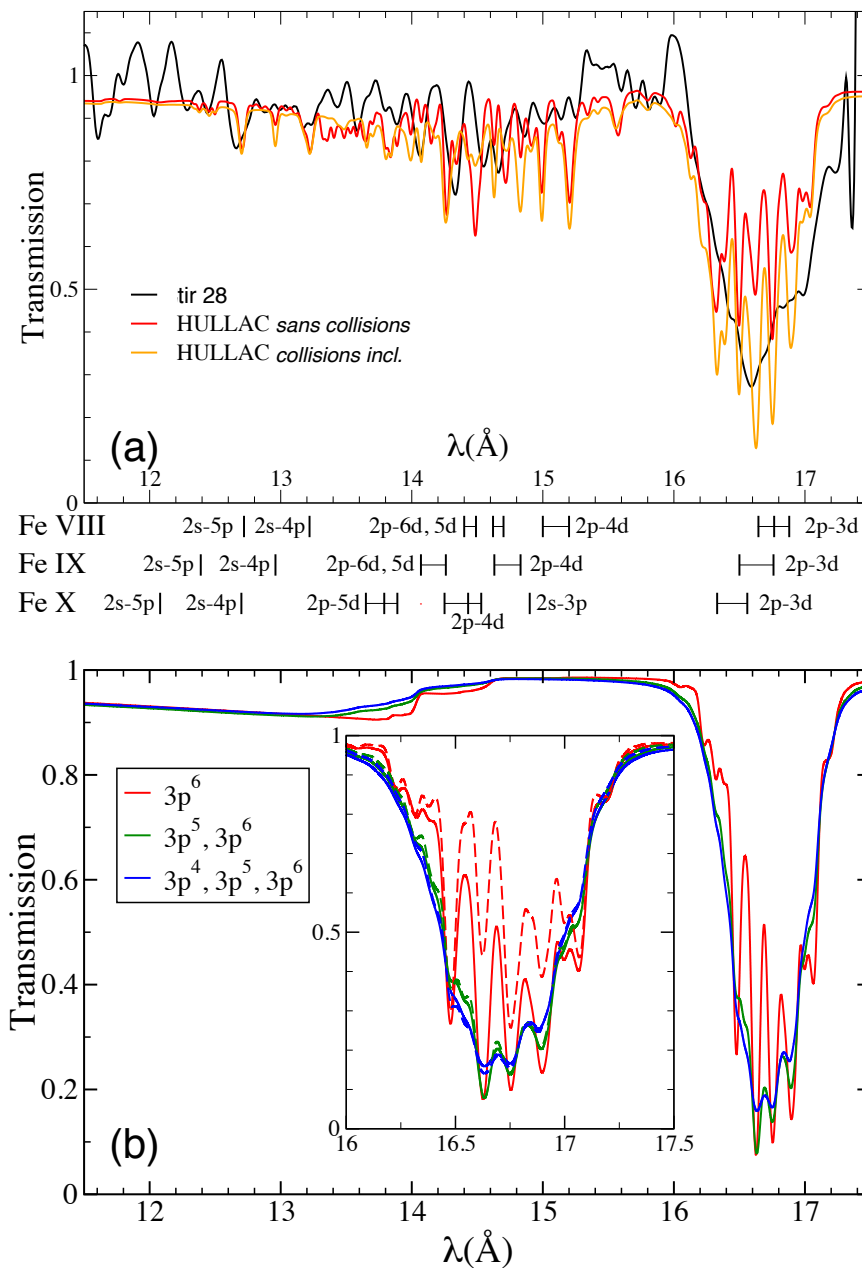 1
0.5
0
Transmission
tir 28
HULLAC sans collisions
HULLAC collisions incl.
(a)
λ(Å)
12 13 14 15 16 17
Fe VIII 2s-5p 2s-4p 2p-6d, 5d 2p-4d 2p-3d
Fe IX 2s-5p 2s-4p 2p-6d, 5d 2p-4d 2p-3d
Fe X 2s-5p 2s-4p 2p-5d 2p-4d 2s-3p 2p-3d
1
0.8
0.6
0.4
0.2
0
Transmission
3p⁶
3p⁵, 3p⁶
3p⁴, 3p⁵, 3p⁶
1
0.5
0
16 16.5 17 17.5
(b)
12 13 14 15 16 17
λ(Å)